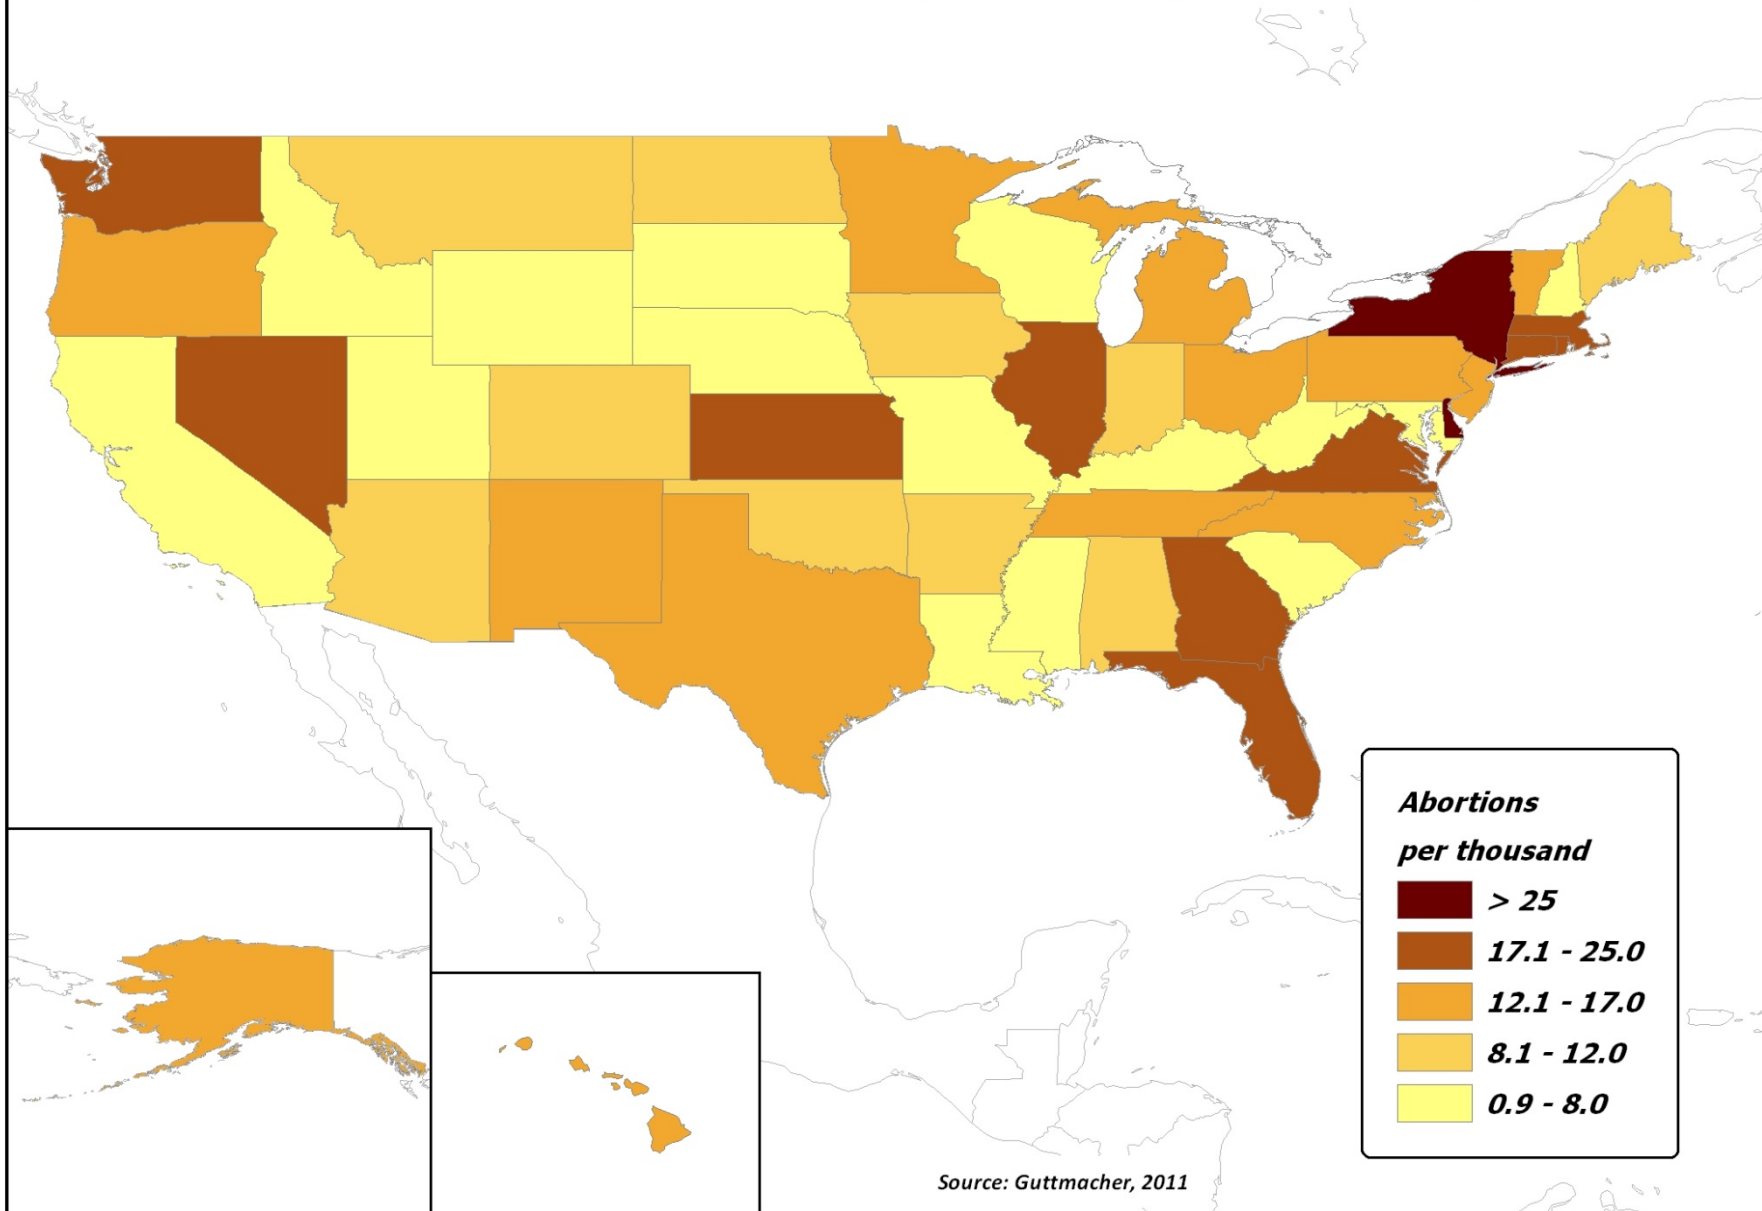 Abortions
per thousand
> 25
17.1 - 25.0
12.1 - 17.0
8.1 - 12.0
0.9 - 8.0
Source: Guttmacher, 2011